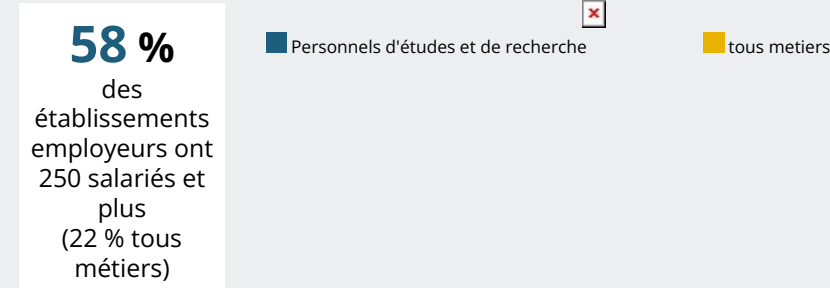 58 %
des
établissements
employeurs ont
250 salariés et
plus
(22 % tous
métiers)
Personnels d'études et de recherche
tous metiers